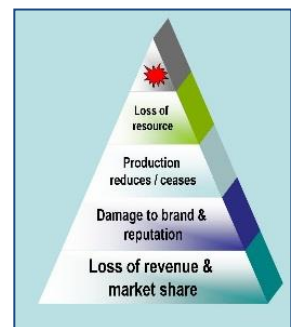 Loss of
resource
Production
reduces / ceases
Damage to brand &
reputation
Loss of revenue &
market share